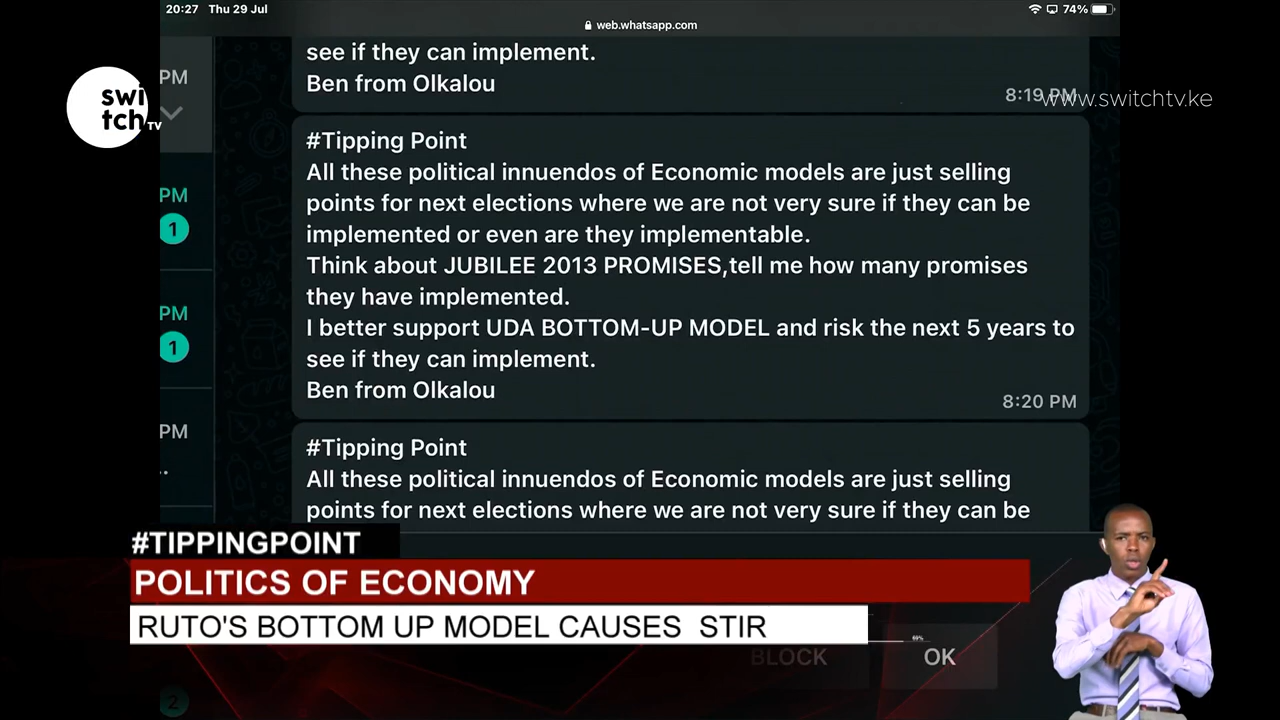 20:27 Thu 29 Jul
74%
web.whatsapp.com
see if they can implement.
Ben from Olkalou
8:19 PM
PM
swi
tch
TV
www.switchtv.ke
#Tipping Point
All these political innuendos of Economic models are just selling
points for next elections where we are not very sure if they can be
implemented or even are they implementable.
Think about JUBILEE 2013 PROMISES,tell me how many promises
they have implemented.
I better support UDA BOTTOM-UP MODEL and risk the next 5 years to
see if they can implement.
Ben from Olkalou
8:20 PM
PM
1
PM
1
PM
..
#Tipping Point
All these political innuendos of Economic models are just selling
points for next elections where we are not very sure if they can be
#TIPPINGPOINT
POLITICS OF ECONOMY
RUTO'S BOTTOM UP MODEL CAUSES STIR
69%
BLOCK
OK
2